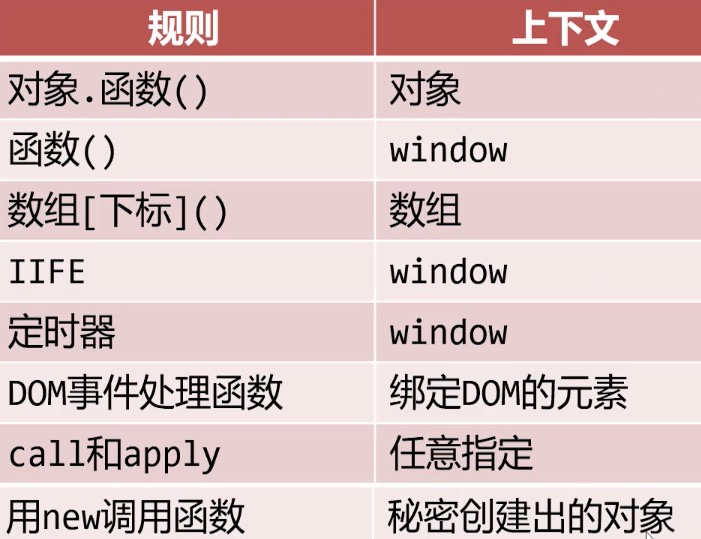 规则 上下文
对象.函数() 对象
函数() window
数组[下标]() 数组
IIFE window
定时器 window
DOM事件处理函数 绑定DOM的元素
call和apply 任意指定
用new调用函数 秘密创建出的对象